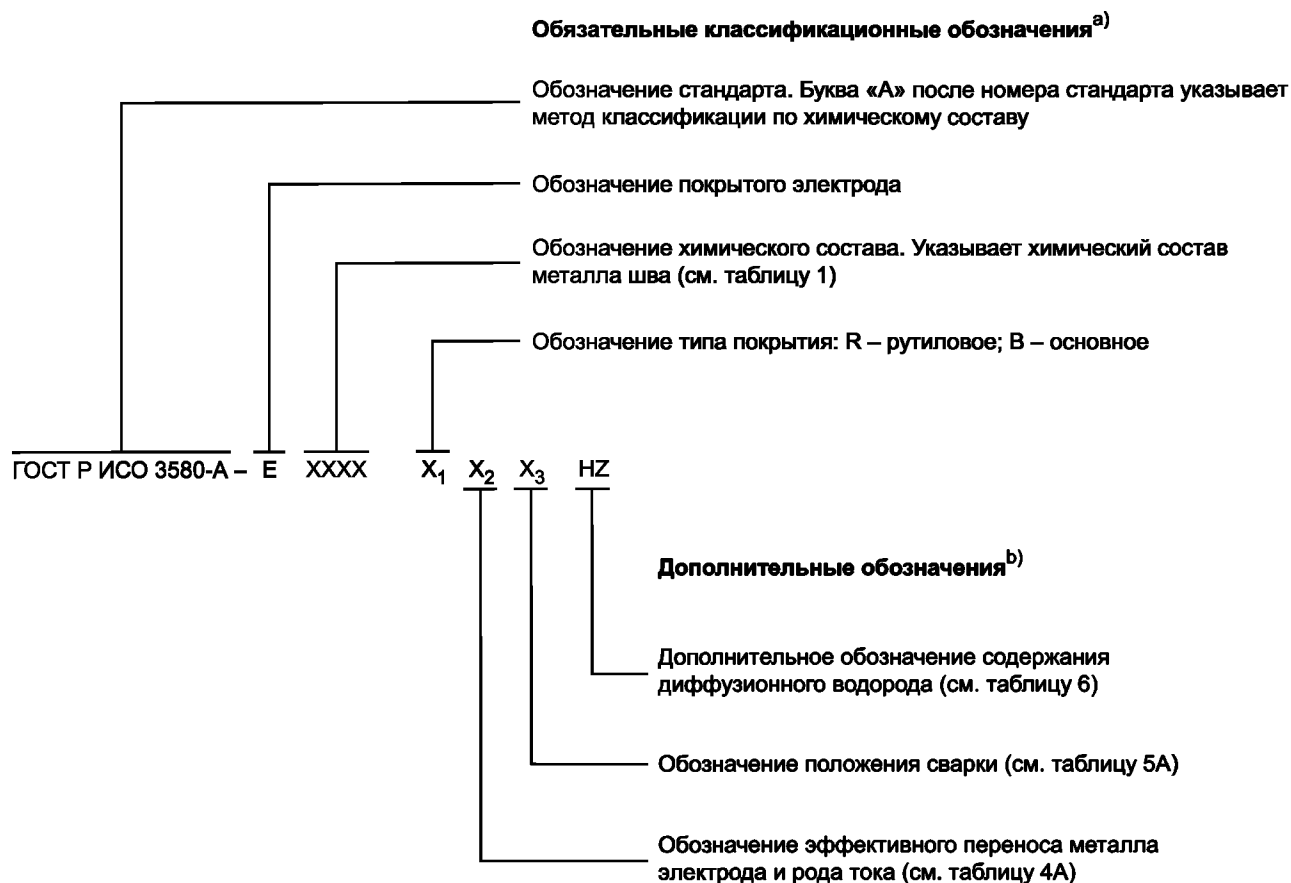 Обязательные классификационные обозначения a)
Обозначение стандарта. Буква «А» после номера стандарта указывает
метод классификации по химическому составу
Обозначение покрытого электрода
Обозначение химического состава. Указывает химический состав
металла шва (см. таблицу 1)
Обозначение типа покрытия: R – рутиловое; B – основное
ГОСТ Р ИСО 3580-А – E XXXX X1 X2 X3 HZ
Дополнительные обозначения b)
Дополнительное обозначение содержания
диффузионного водорода (см. таблицу 6)
Обозначение положения сварки (см. таблицу 5А)
Обозначение эффективного переноса металла
электрода и рода тока (см. таблицу 4А)